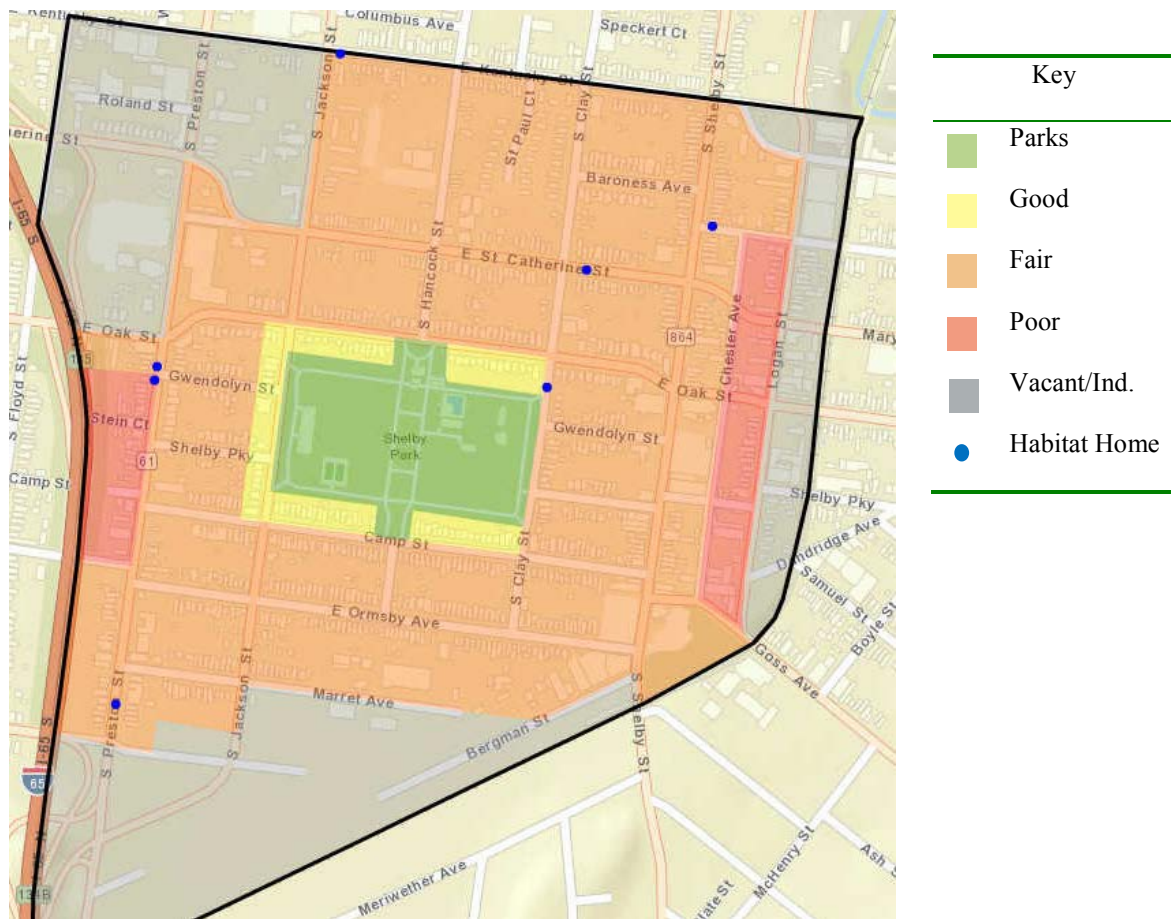 Columbus Ave
Speckert Ct
E Kentucky St
S Jackson St
S Preston St
S Clay St
S Shelby St
Roland St
St Paul Ct
Baroness Ave
S Hancock St
E St Catherine St
I-65 S
E Oak St
864
Chester Ave
Logan St
Mary
S Floyd St
Gwendolyn St
E Oak St
Stein Ct
Shelby Pky
61
Shelby
Park
Gwendolyn St
Camp St
Shelby Pky
Camp St
S Clay St
Dandridge Ave
Samuel St
Boyle St
E Ormsby Ave
Goss Ave
S Preston St
S Jackson St
Marret Ave
Bergman St
S Shelby St
I-65 S
65
134B
Meriwether Ave
McHenry St
Ash S
late St
Key
Parks
Good
Fair
Poor
Vacant/Ind.
Habitat Home